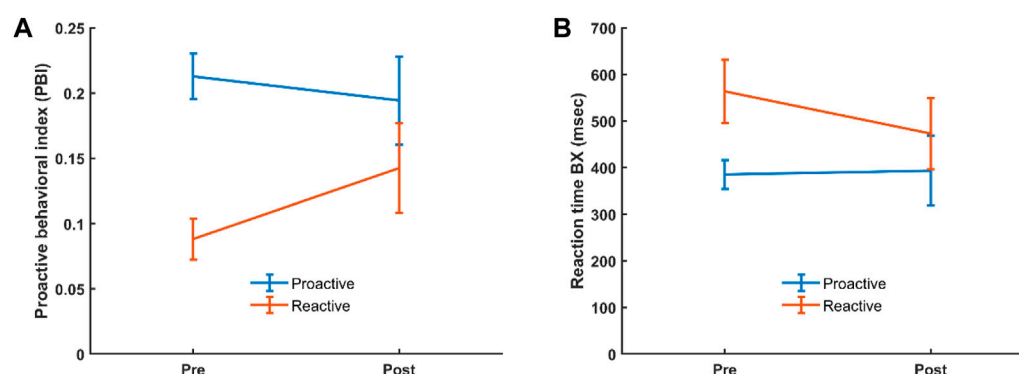 A
Proactive behavioral index (PBI)
0.25
0.2
0.15
0.1
0.05
0
Proactive
Reactive
Pre
Post
B
Reaction time BX (msec)
700
600
500
400
300
200
100
0
Proactive
Reactive
Pre
Post